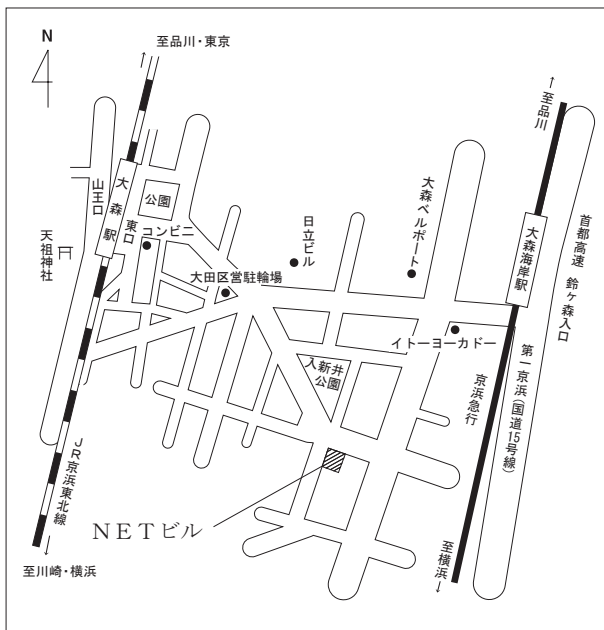 N
至品川・東京
↑
↑
至品川
山王口
大森駅
東口
公園
コンビニ
天祖神社
大田区営駐輪場
日立ビル
大森ベルポート
大森海岸駅
首都高速 鈴ヶ森入口
イトーヨーカドー
入新井
公園
京浜急行
第一京浜(国道15号線)
JR京浜東北線
NETビル
至横浜
↓
↓
至川崎・横浜